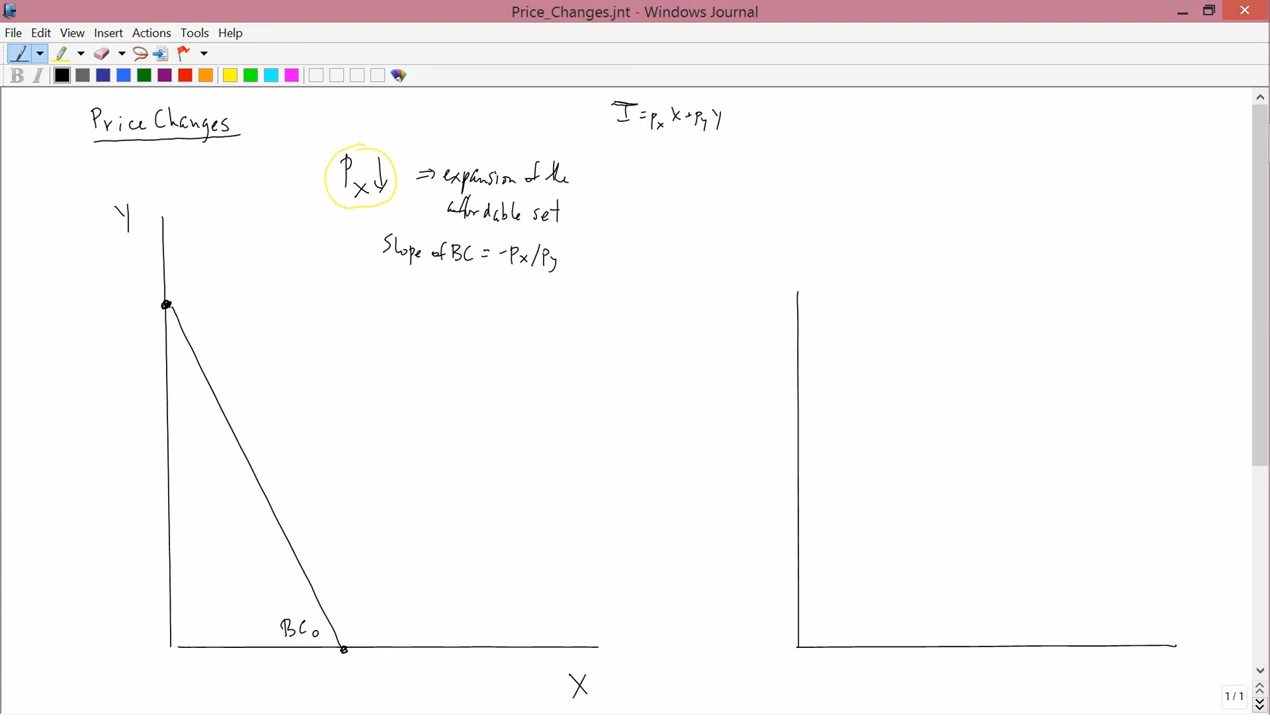 Price_Changes.jnt - Windows Journal
File Edit View Insert Actions Tools Help
B I
Price Changes
I = Px X + Py Y
Px ↓ ⇒ expansion of the
affordable set
Slope of BC = -Px/Py
Y
BC₀
X
1 / 1